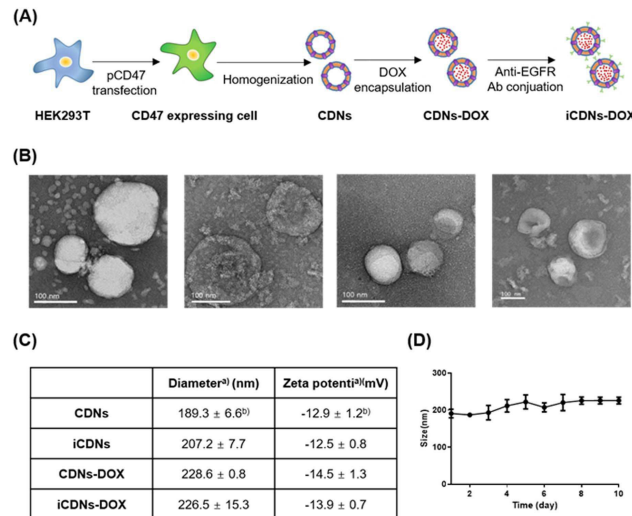 (A)
pCD47
transfection
Homogenization
DOX
encapsulation
Anti-EGFR
Ab conjuation
HEK293T
CD47 expressing cell
CDNs
CDNs-DOX
iCDNs-DOX
(B)
100 nm
100 nm
100 nm
100 nm
(C)
Diametera) (nm)
Zeta potentia)(mV)
CDNs
189.3 ± 6.6b)
-12.9 ± 1.2b)
iCDNs
207.2 ± 7.7
-12.5 ± 0.8
CDNs-DOX
228.6 ± 0.8
-14.5 ± 1.3
iCDNs-DOX
226.5 ± 15.3
-13.9 ± 0.7
(D)
Size(nm)
300
200
100
0
2
4
6
8
10
Time (day)